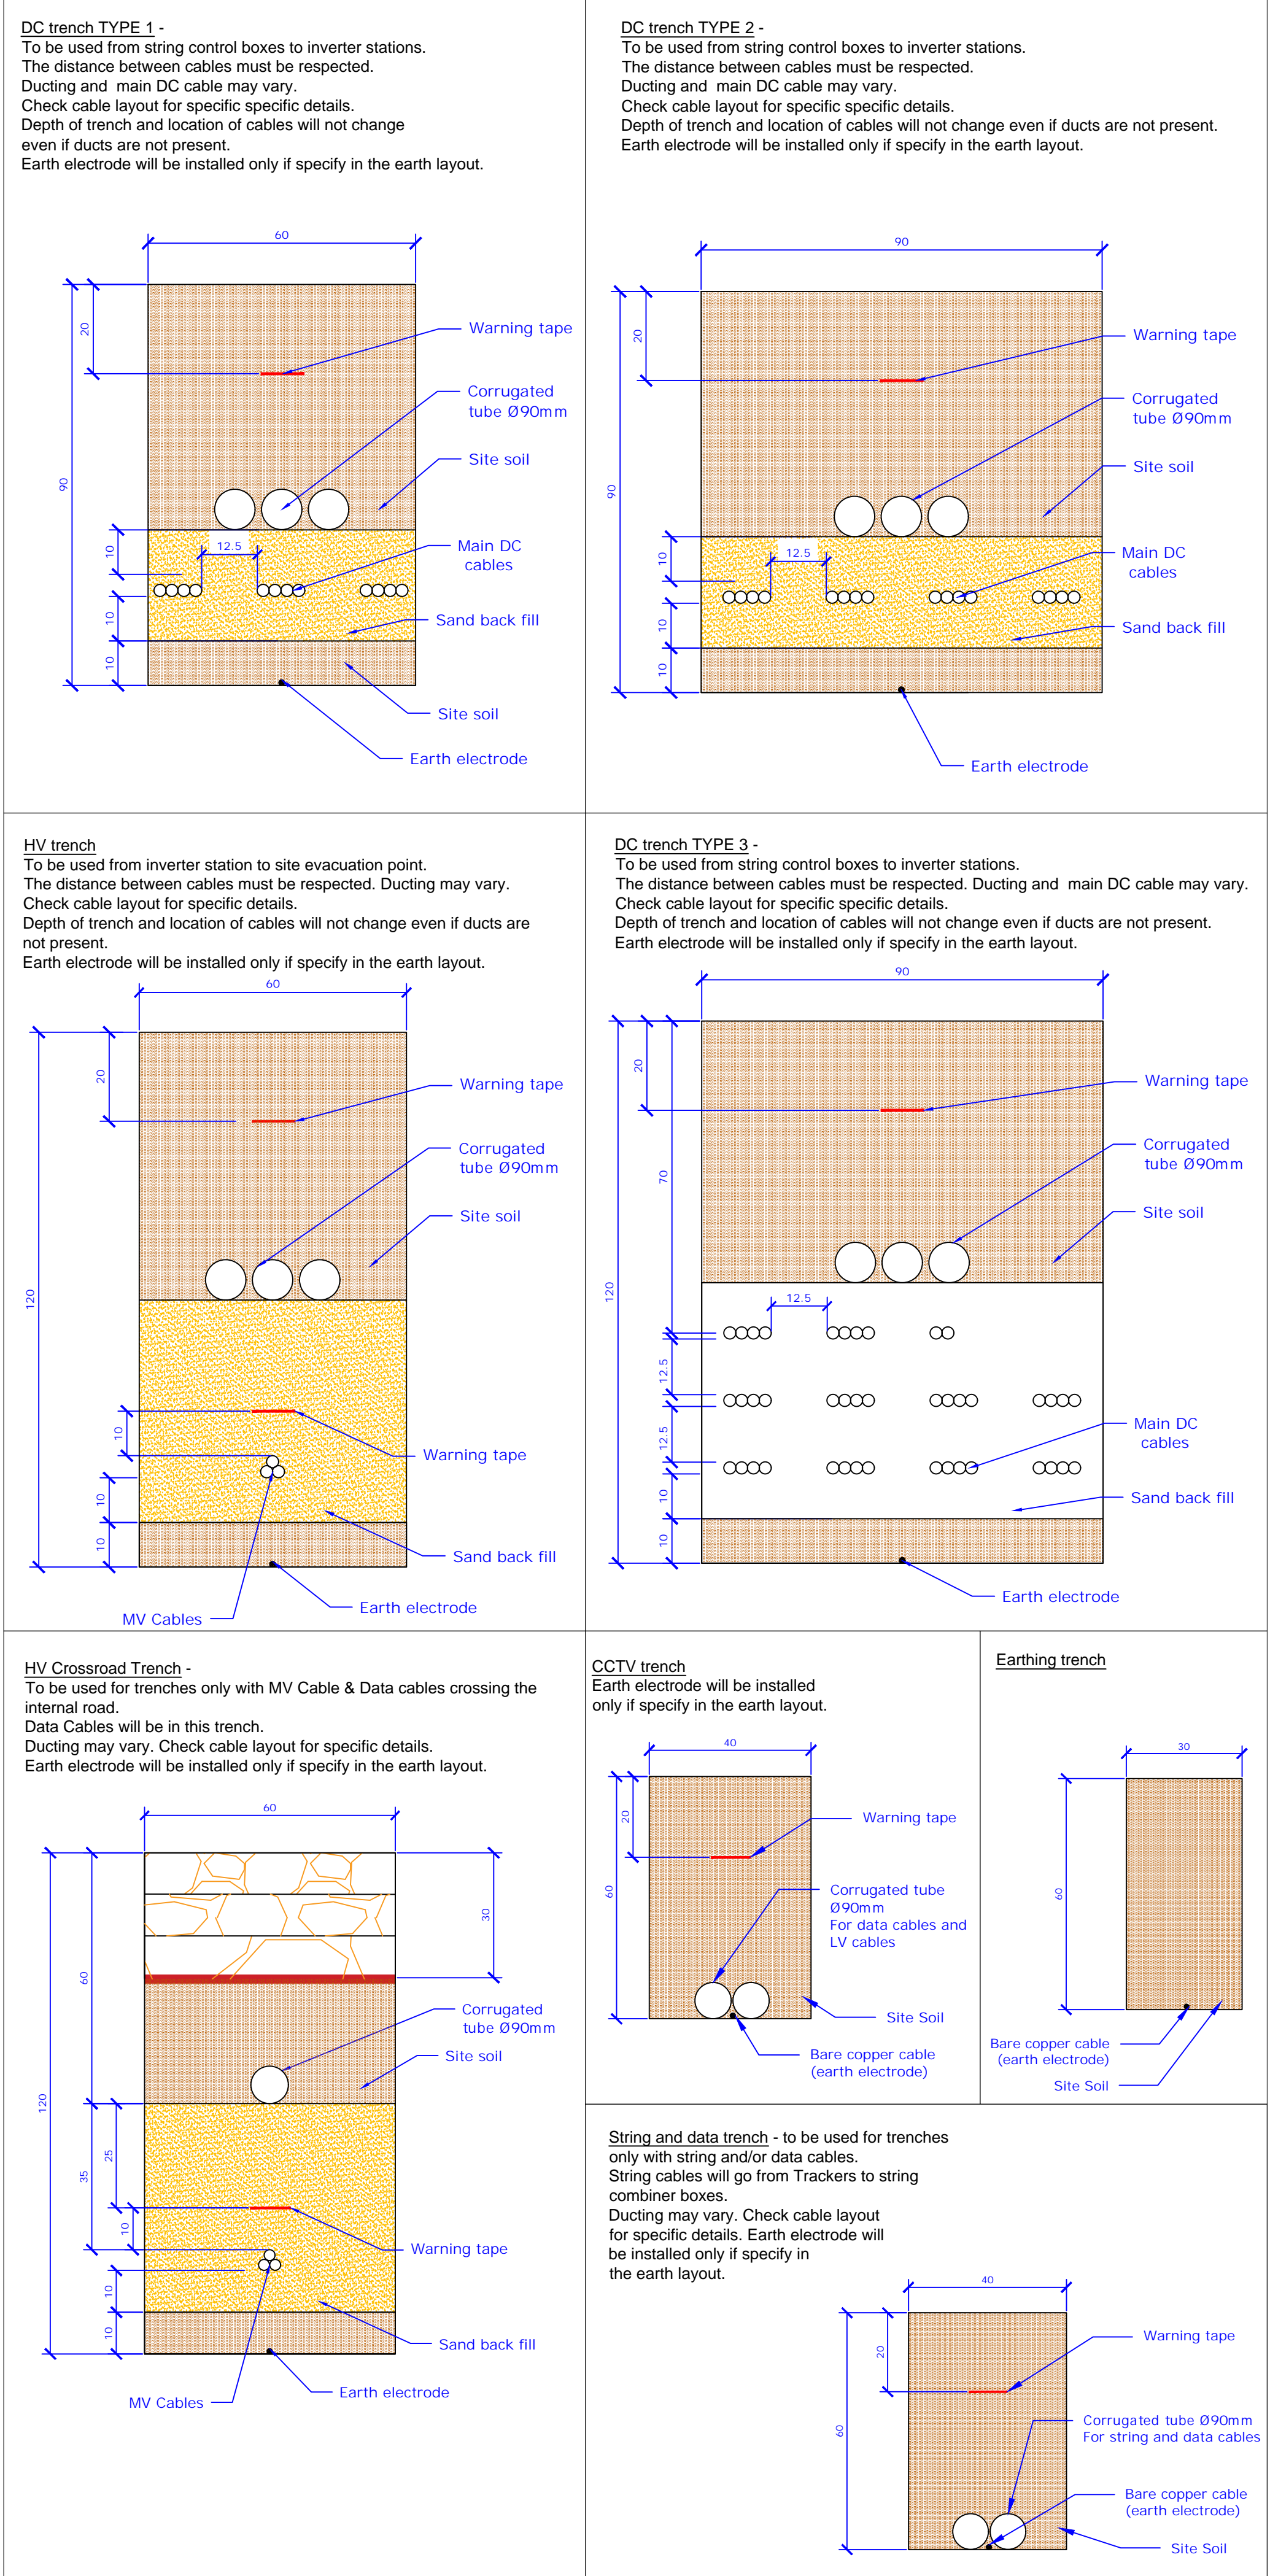 DC trench TYPE 1 -
To be used from string control boxes to inverter stations.
The distance between cables must be respected.
Ducting and  main DC cable may vary.
Check cable layout for specific specific details.
Depth of trench and location of cables will not change
even if ducts are not present.
Earth electrode will be installed only if specify in the earth layout.
60
20
90
Warning tape
Corrugated
tube Ø90mm
Site soil
10
12.5
Main DC
cables
10
Sand back fill
10
Site soil
Earth electrode
DC trench TYPE 2 -
To be used from string control boxes to inverter stations.
The distance between cables must be respected.
Ducting and  main DC cable may vary.
Check cable layout for specific specific details.
Depth of trench and location of cables will not change even if ducts are not present.
Earth electrode will be installed only if specify in the earth layout.
90
20
90
Warning tape
Corrugated
tube Ø90mm
Site soil
10
12.5
Main DC
cables
10
Sand back fill
10
Earth electrode
HV trench
To be used from inverter station to site evacuation point.
The distance between cables must be respected. Ducting may vary.
Check cable layout for specific details.
Depth of trench and location of cables will not change even if ducts are
not present.
Earth electrode will be installed only if specify in the earth layout.
60
20
Warning tape
Corrugated
tube Ø90mm
Site soil
120
10
Warning tape
10
10
Sand back fill
Earth electrode
MV Cables
DC trench TYPE 3 -
To be used from string control boxes to inverter stations.
The distance between cables must be respected. Ducting and  main DC cable may vary.
Check cable layout for specific specific details.
Depth of trench and location of cables will not change even if ducts are not present.
Earth electrode will be installed only if specify in the earth layout.
90
20
Warning tape
Corrugated
tube Ø90mm
70
Site soil
120
12.5
12.5
12.5
Main DC
cables
10
Sand back fill
10
Earth electrode
HV Crossroad Trench -
To be used for trenches only with MV Cable & Data cables crossing the
internal road.
Data Cables will be in this trench.
Ducting may vary. Check cable layout for specific details.
Earth electrode will be installed only if specify in the earth layout.
60
30
60
Corrugated
tube Ø90mm
Site soil
120
25
35
10
Warning tape
10
10
Sand back fill
Earth electrode
MV Cables
CCTV trench
Earth electrode will be installed
only if specify in the earth layout.
40
20
Warning tape
60
Corrugated tube
Ø90mm
For data cables and
LV cables
Site Soil
Bare copper cable
(earth electrode)
Earthing trench
30
60
Bare copper cable
(earth electrode)
Site Soil
String and data trench - to be used for trenches
only with string and/or data cables.
String cables will go from Trackers to string
combiner boxes.
Ducting may vary. Check cable layout
for specific details. Earth electrode will
be installed only if specify in
the earth layout.
40
20
Warning tape
60
Corrugated tube Ø90mm
For string and data cables
Bare copper cable
(earth electrode)
Site Soil